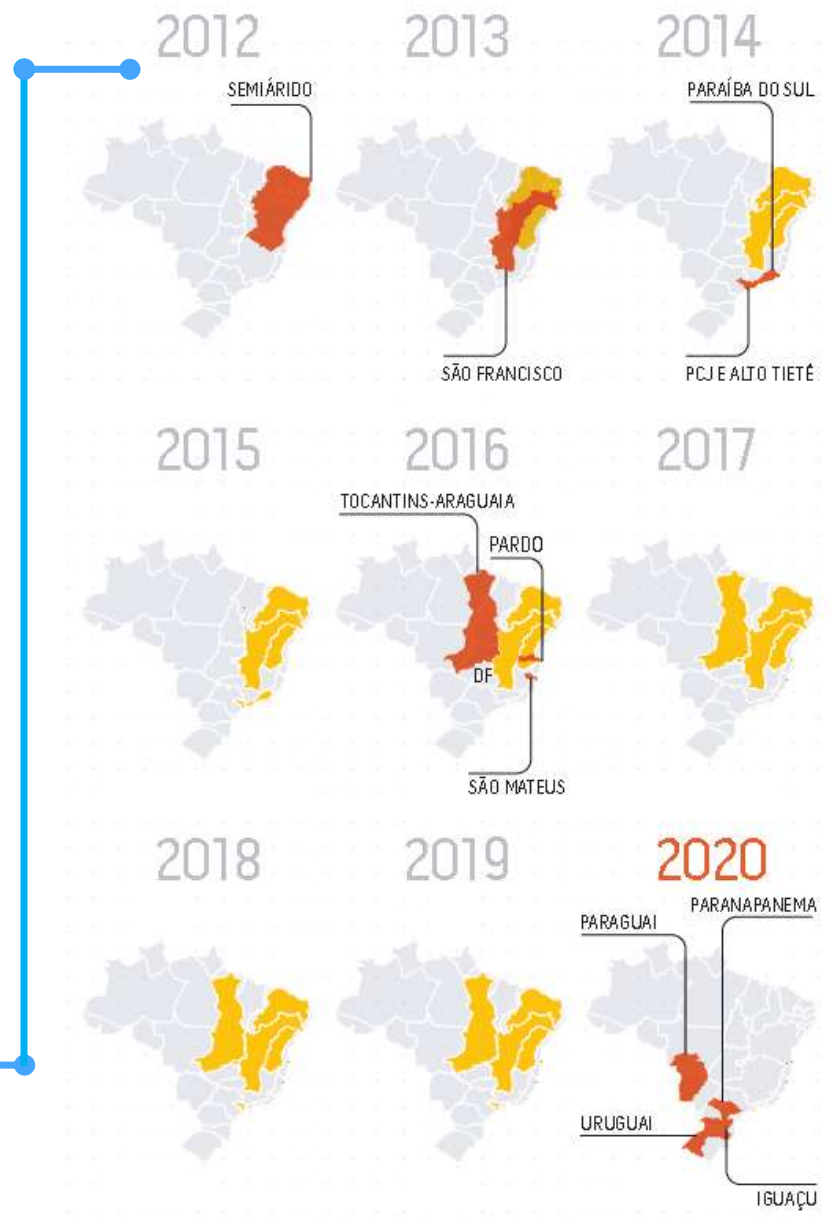 2012
2013
2014
SEMIÁRIDO
PARAÍBA DO SUL
SÃO FRANCISCO
PCJ E ALTO TIETÊ
2015
2016
2017
TOCANTINS-ARAGUAIA
PARDO
DF
SÃO MATEUS
2018
2019
2020
PARANAPANEMA
PARAGUAI
URUGUAI
IGUAÇU